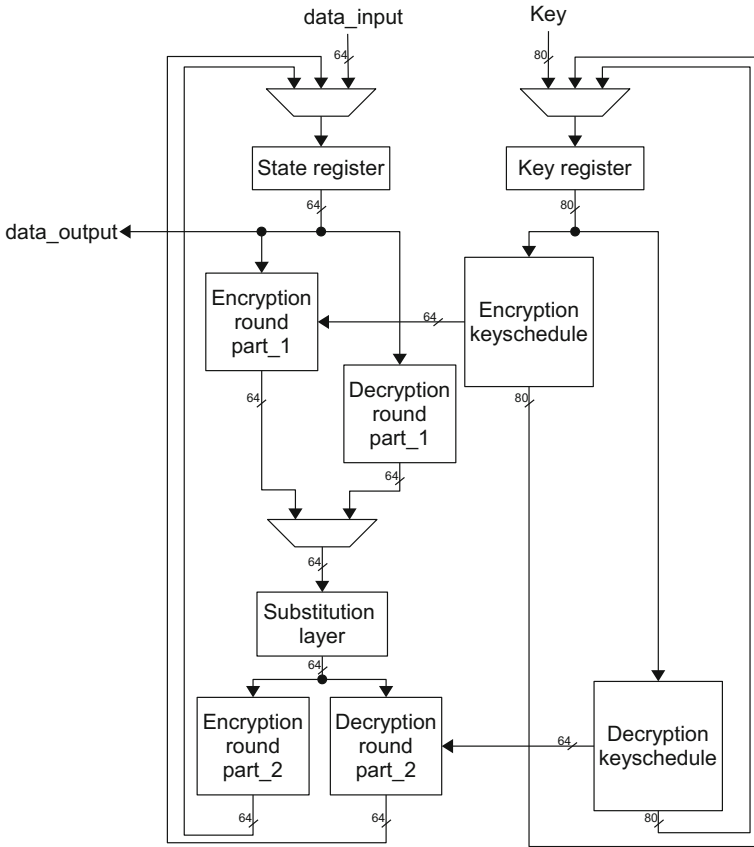 data_input
Key
64
80
State register
Key register
64
80
data_output
Encryption
round
part_1
64
Encryption
keyschedule
64
80
Decryption
round
part_1
64
64
Substitution
layer
64
Encryption
round
part_2
Decryption
round
part_2
64
Decryption
keyschedule
64
64
80